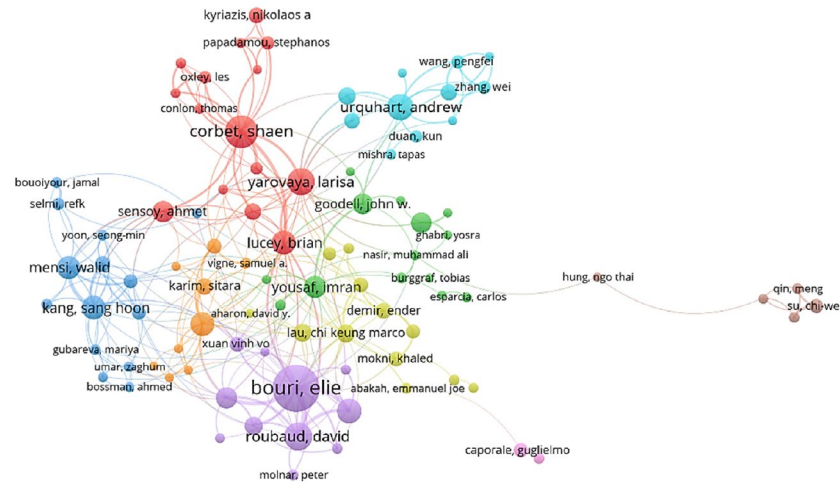 kyriazis, nikolaos a
papadamou, stephanos
oxley, les
conlon, thomas
corbet, shaen
wang, pengfei
zhang, wei
urquhart, andrew
duan, kun
mishra, tapas
yarovaya, larisa
bouoiyour, jamal
selmi, refk
sensoy, ahmet
goodell, john w.
ghabri, yosra
yoon, seong-min
lucey, brian
nasir, muhammad ali
vigne, samuel a.
mensi, walid
karim, sitara
yousaf, imran
burggraf, tobias
hung, ngo thai
esparcia, carlos
qin, meng
su, chi-we
kang, sang hoon
aharon, david y.
demir, ender
lau, chi keung marco
xuan vinh vo
gubareva, mariya
umar, zaghum
mokni, khaled
bossman, ahmed
bouri, elie
abakah, emmanuel joe
roubaud, david
caporale, guglielmo
molnar, peter